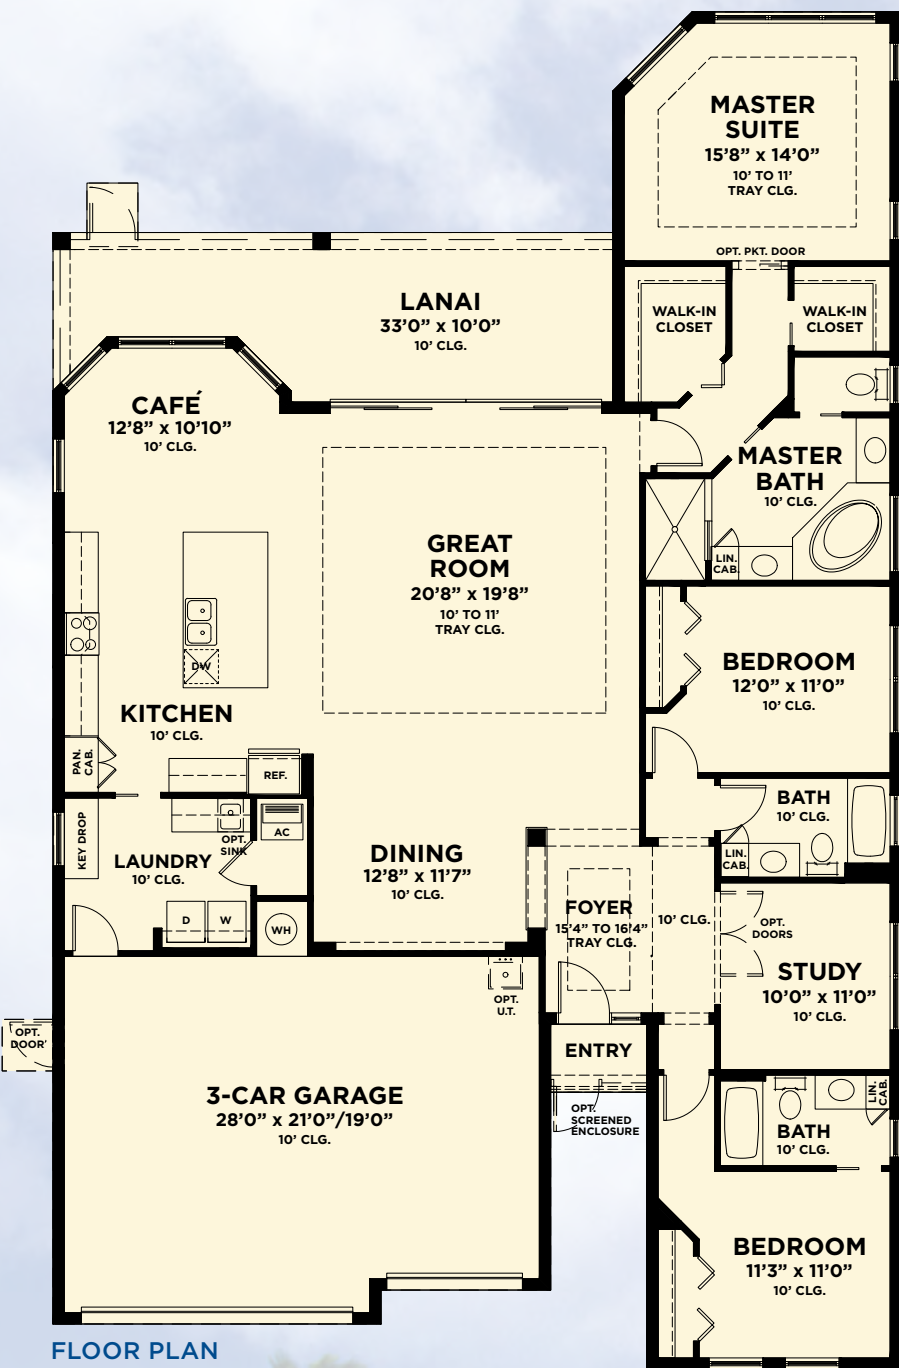 MASTER
SUITE
15'8” x 14'0”
10' TO 11'
TRAY CLG.
OPT. PKT. DOOR
WALK-IN
CLOSET
WALK-IN
CLOSET
LANAI
33'0” x 10'0”
10' CLG.
CAFÉ
12'8” x 10'10”
10' CLG.
MASTER
BATH
10' CLG.
LIN.
CAB.
GREAT
ROOM
20'8” x 19'8”
10' TO 11'
TRAY CLG.
DW
BEDROOM
12'0” x 11'0”
10' CLG.
KITCHEN
10' CLG.
PAN.
CAB.
REF.
BATH
10' CLG.
LIN.
CAB.
KEY DROP
OPT.
SINK
AC
LAUNDRY
10' CLG.
D
W
WH
DINING
12'8” x 11'7”
10' CLG.
FOYER
15'4” TO 16'4”
TRAY CLG.
10' CLG.
OPT.
DOORS
STUDY
10'0” x 11'0”
10' CLG.
OPT.
U.T.
OPT.
DOOR
ENTRY
OPT.
SCREENED
ENCLOSURE
3-CAR GARAGE
28'0” x 21'0”/19'0”
10' CLG.
LIN.
CAB.
BATH
10' CLG.
BEDROOM
11'3” x 11'0”
10' CLG.
FLOOR PLAN